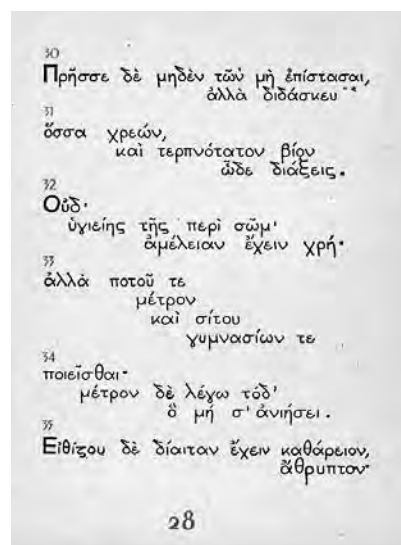 30
Πρῆσσε δὲ μηδὲν τῶν μὴ ἐπίστασαι,
ἀλλὰ διδάσκευ
31
ὅσσα χρεών,
καὶ τερπνότατον βίον
ὧδε διάξεις.
32
Οὐδ·
ὑγιείης τῆς περὶ σῶμ'
ἀμέλειαν ἔχειν χρή·
33
ἀλλὰ ποτοῦ τε
μέτρον
καὶ σίτου
γυμνασίων τε
34
ποιεῖσθαι·
μέτρον δὲ λέγω τόδ'
ὃ μή σ' ἀνιήσει.
35
Εἰθίζου δὲ δίαιταν ἔχειν καθάρειον,
ἄθρυπτον·
28